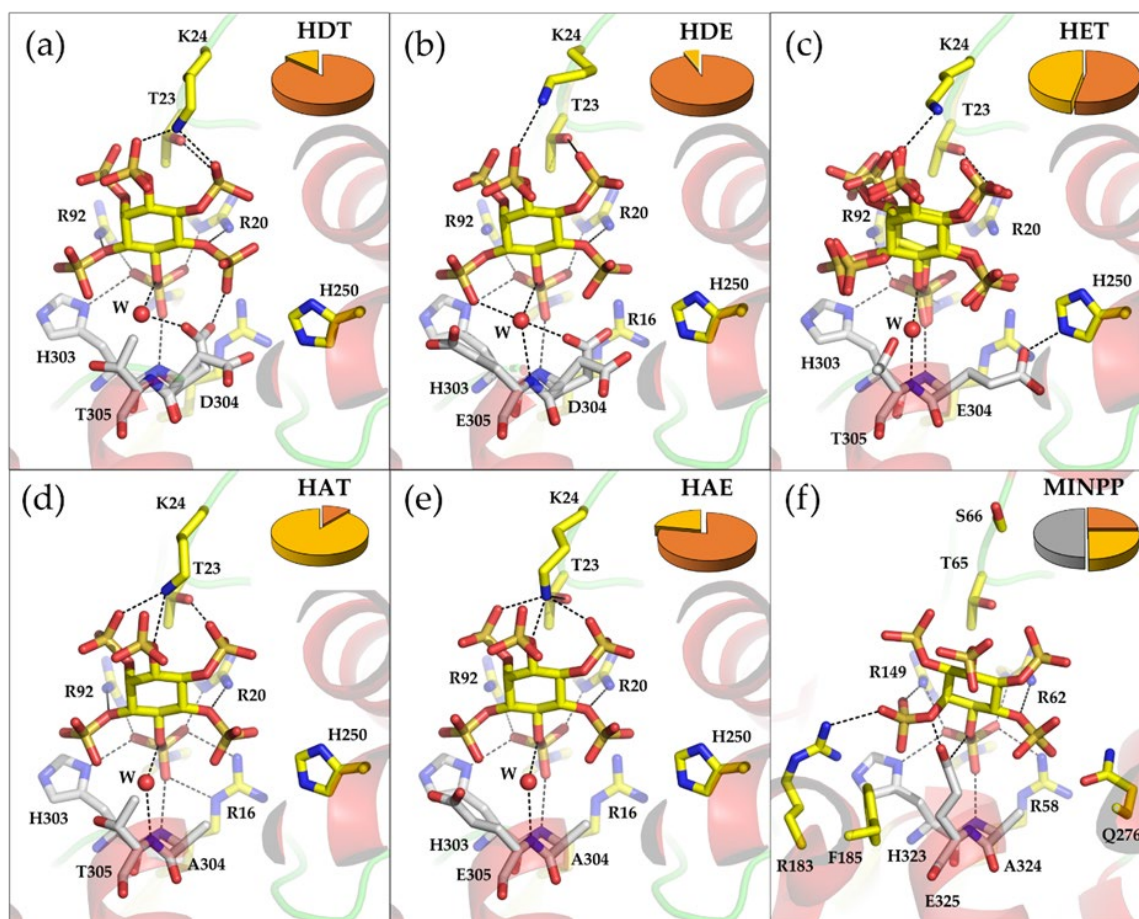 (a) HDT
K24
T23
R92
R20
W
H250
H303
T305
D304
(b) HDE
K24
T23
R92
R20
H250
W
R16
H303
E305
D304
(c) HET
K24
T23
R92
R20
H250
W
H303
E304
T305
(d) HAT
K24
T23
R92
R20
H250
W
H303
R16
T305
A304
(e) HAE
K24
T23
R92
R20
H250
W
H303
R16
E305
A304
(f) MINPP
S66
T65
R149
R62
R58
Q276
R183
F185
H323
A324
E325